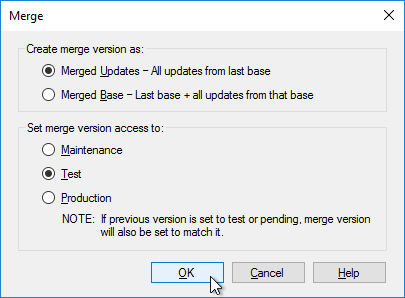 Merge
Create merge version as:
Merged Updates – All updates from last base
Merged Base – Last base + all updates from that base
Set merge version access to:
Maintenance
Test
Production
NOTE: If previous version is set to test or pending, merge version
will also be set to match it.
OK Cancel Help